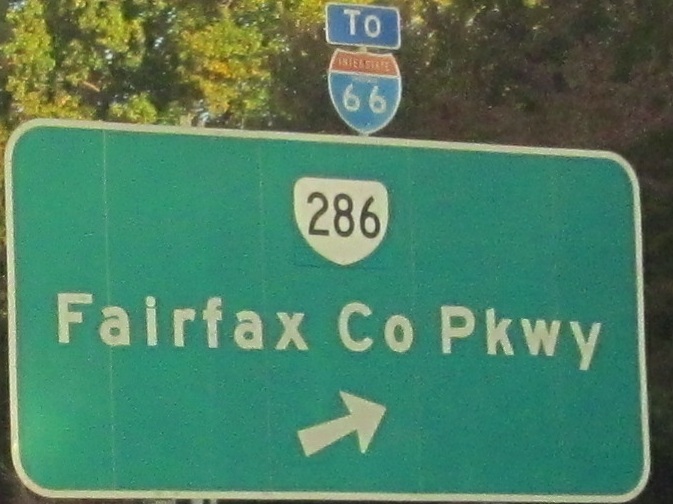 TO
INTERSTATE
66
286
Fairfax Co Pkwy